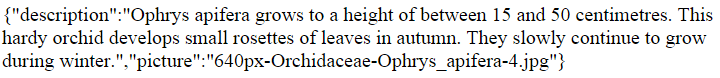 {"description":"Ophrys apifera grows to a height of between 15 and 50 centimetres. This
hardy orchid develops small rosettes of leaves in autumn. They slowly continue to grow
during winter.","picture":"640px-Orchidaceae-Ophrys_apifera-4.jpg"}